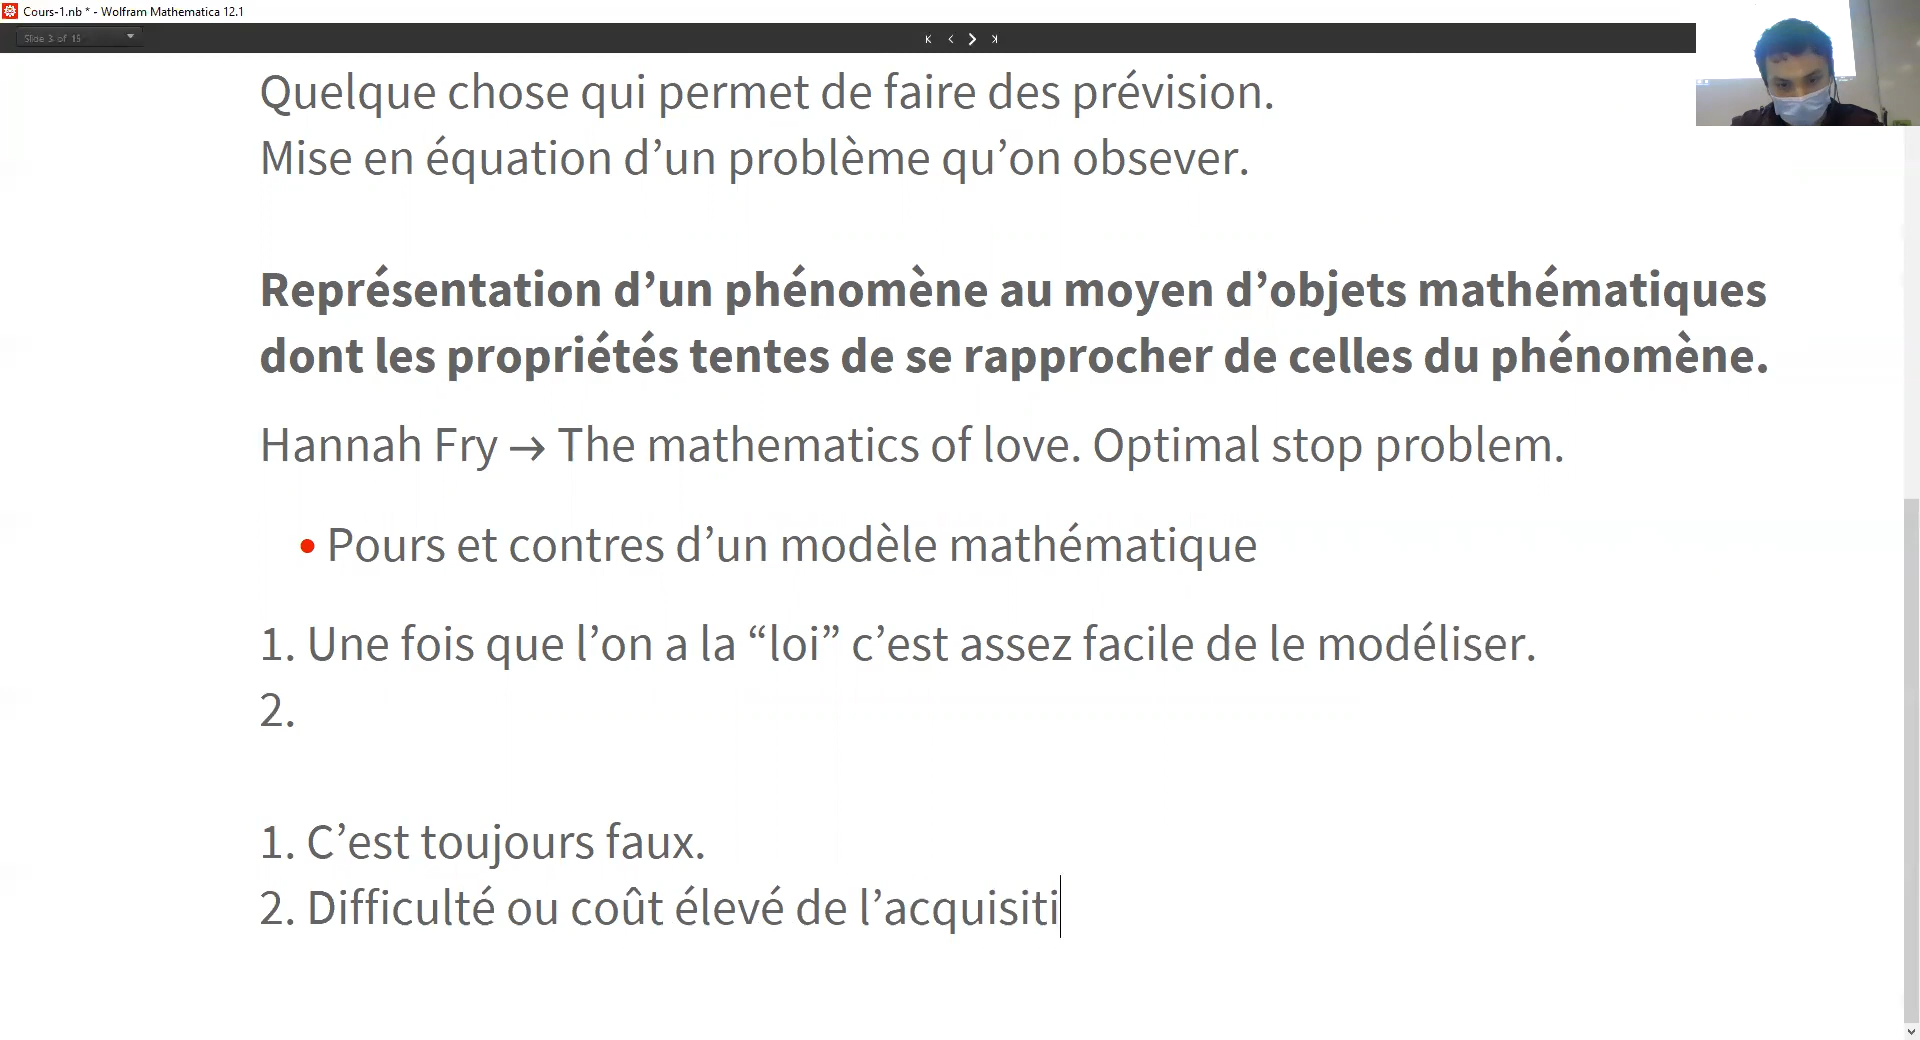 Cours-1.nb * - Wolfram Mathematica 12.1
Slide 3 of 15
Quelque chose qui permet de faire des prévision.
Mise en équation d’un problème qu’on obsever.
Représentation d’un phénomène au moyen d’objets mathématiques
dont les propriétés tentes de se rapprocher de celles du phénomène.
Hannah Fry → The mathematics of love. Optimal stop problem.
• Pours et contres d’un modèle mathématique
1. Une fois que l’on a la “loi” c’est assez facile de le modéliser.
2.
1. C’est toujours faux.
2. Difficulté ou coût élevé de l’acquisiti